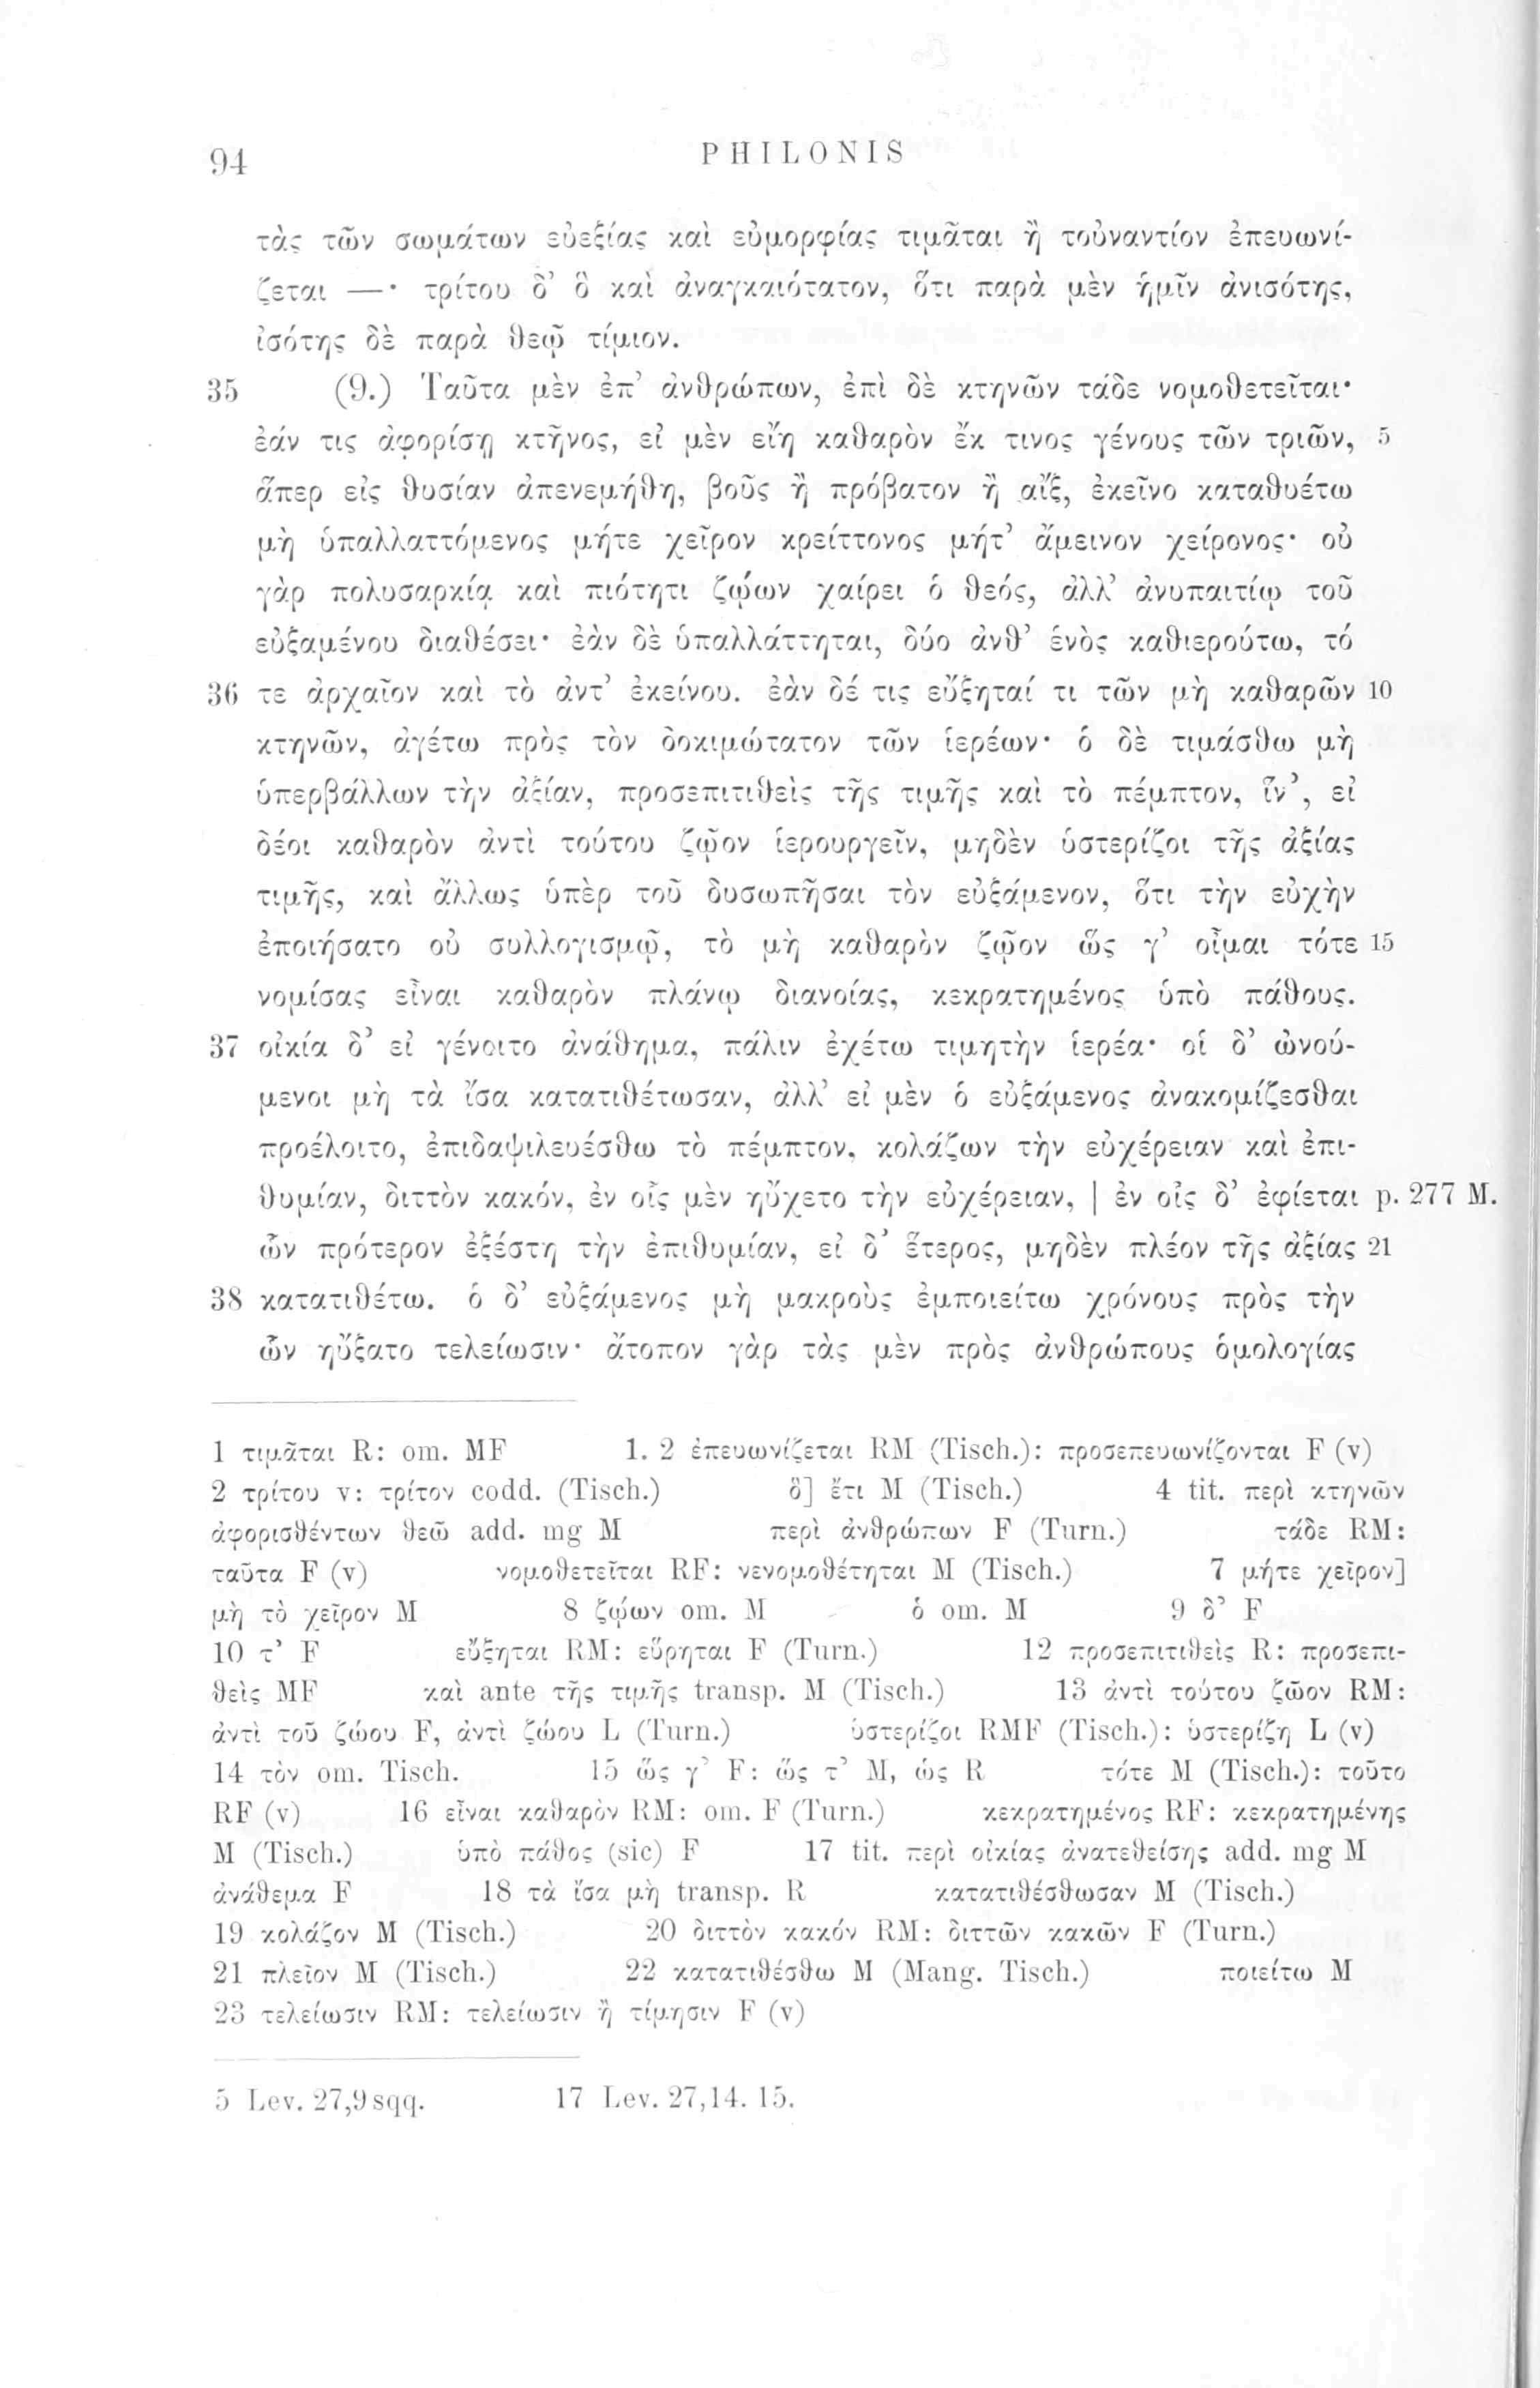 94 PHILONIS
τὰς τῶν σωμάτων εὐεξίας καὶ εὐμορφίας τιμᾶται ἢ τοὐναντίον ἐπευωνί-
ζεται —· τρίτου δ’ ὃ καὶ ἀναγκαιότατον, ὅτι παρὰ μὲν ἡμῖν ἀνισότης,
ἰσότης δὲ παρὰ θεῷ τίμιον.
35 (9.) Ταῦτα μὲν ἐπ’ ἀνθρώπων, ἐπὶ δὲ κτηνῶν τάδε νομοθετεῖται·
ἐάν τις ἀφορίσῃ κτῆνος, εἰ μὲν εἴη καθαρὸν ἔκ τινος γένους τῶν τριῶν, 5
ἅπερ εἰς θυσίαν ἀπενεμήθη, βοῦς ἢ πρόβατον ἢ αἴξ, ἐκεῖνο καταθυέτω
μὴ ὑπαλλαττόμενος μήτε χεῖρον κρείττονος μήτ’ ἄμεινον χείρονος· οὐ
γὰρ πολυσαρκίᾳ καὶ πιότητι ζῴων χαίρει ὁ θεός, ἀλλ’ ἀνυπαιτίῳ τοῦ
εὐξαμένου διαθέσει· ἐὰν δὲ ὑπαλλάττηται, δύο ἀνθ’ ἑνὸς καθιερούτω, τό
36 τε ἀρχαῖον καὶ τὸ ἀντ’ ἐκείνου. ἐὰν δέ τις εὔξηταί τι τῶν μὴ καθαρῶν 10
κτηνῶν, ἀγέτω πρὸς τὸν δοκιμώτατον τῶν ἱερέων· ὁ δὲ τιμάσθω μὴ
ὑπερβάλλων τὴν ἀξίαν, προσεπιτιθεὶς τῆς τιμῆς καὶ τὸ πέμπτον, ἵν’, εἰ
δέοι καθαρὸν ἀντὶ τούτου ζῷον ἱερουργεῖν, μηδὲν ὑστερίζοι τῆς ἀξίας
τιμῆς, καὶ ἄλλως ὑπὲρ τοῦ δυσωπῆσαι τὸν εὐξάμενον, ὅτι τὴν εὐχὴν
ἐποιήσατο οὐ συλλογισμῷ, τὸ μὴ καθαρὸν ζῷον ὥς γ’ οἶμαι τότε 15
νομίσας εἶναι καθαρὸν πλάνῳ διανοίας, κεκρατημένος ὑπὸ πάθους.
37 οἰκία δ’ εἰ γένοιτο ἀνάθημα, πάλιν ἐχέτω τιμητὴν ἱερέα· οἱ δ’ ὠνού-
μενοι μὴ τὰ ἴσα κατατιθέτωσαν, ἀλλ’ εἰ μὲν ὁ εὐξάμενος ἀνακομίζεσθαι
προέλοιτο, ἐπιδαψιλευέσθω τὸ πέμπτον, κολάζων τὴν εὐχέρειαν καὶ ἐπι-
θυμίαν, διττὸν κακόν, ἐν οἷς μὲν ηὔχετο τὴν εὐχέρειαν, | ἐν οἷς δ’ ἐφίεται p. 277 M.
ὧν πρότερον ἐξέστη τὴν ἐπιθυμίαν, εἰ δ’ ἕτερος, μηδὲν πλέον τῆς ἀξίας 21
38 κατατιθέτω. ὁ δ’ εὐξάμενος μὴ μακροὺς ἐμποιείτω χρόνους πρὸς τὴν
ὧν ηὔξατο τελείωσιν· ἄτοπον γὰρ τὰς μὲν πρὸς ἀνθρώπους ὁμολογίας
1 τιμᾶται R: om. MF 1. 2 ἐπευωνίζεται RM (Tisch.): προσεπευωνίζονται F (v)
2 τρίτου v: τρίτον codd. (Tisch.) ὃ] ἔτι M (Tisch.) 4 tit. περὶ κτηνῶν
ἀφορισθέντων θεῶ add. mg M περὶ ἀνθρώπων F (Turn.) τάδε RM:
ταῦτα F (v) νομοθετεῖται RF: νενομοθέτηται M (Tisch.) 7 μήτε χεῖρον]
μὴ τὸ χεῖρον M 8 ζῴων om. M ὁ om. M 9 δ’ F
10 τ’ F εὔξηται RM: εὕρηται F (Turn.) 12 προσεπιτιθεὶς R: προσεπι-
θεὶς MF καὶ ante τῆς τιμῆς transp. M (Tisch.) 13 ἀντὶ τούτου ζῶον RM:
ἀντὶ τοῦ ζώου F, ἀντὶ ζώου L (Turn.) ὑστερίζοι RMF (Tisch.): ὑστερίζῃ L (v)
14 τὸν om. Tisch. 15 ὥς γ’ F: ὥς τ’ M, ὡς R τότε M (Tisch.): τοῦτο
RF (v) 16 εἶναι καθαρὸν RM: om. F (Turn.) κεκρατημένος RF: κεκρατημένης
M (Tisch.) ὑπὸ πάθος (sic) F 17 tit. περὶ οἰκίας ἀνατεθείσης add. mg M
ἀνάθεμα F 18 τὰ ἴσα μὴ transp. R κατατιθέσθωσαν M (Tisch.)
19 κολάζον M (Tisch.) 20 διττὸν κακόν RM: διττῶν κακῶν F (Turn.)
21 πλεῖον M (Tisch.) 22 κατατιθέσθω M (Mang. Tisch.) ποιείτω M
23 τελείωσιν RM: τελείωσιν ἢ τίμησιν F (v)
5 Lev. 27,9 sqq. 17 Lev. 27,14. 15.